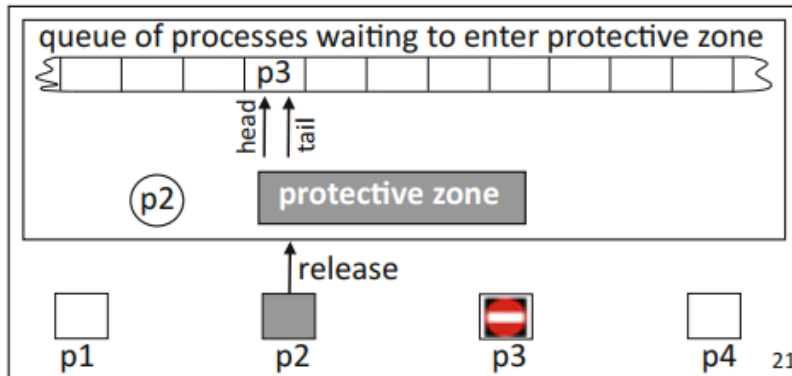 queue of processes waiting to enter protective zone
p3
head
tail
p2
protective zone
release
p1
p2
p3
p4
21